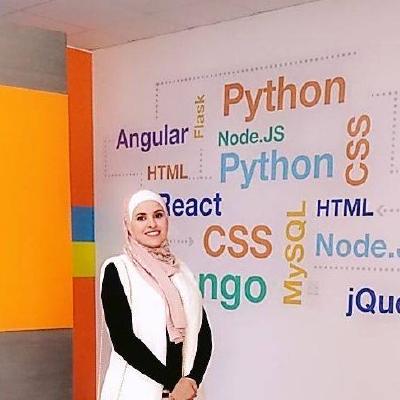 Python
Flask
Angular
Node.JS
CSS
HTML
Python
React
HTML
CSS
MySQL
Node.
ngo
jQu